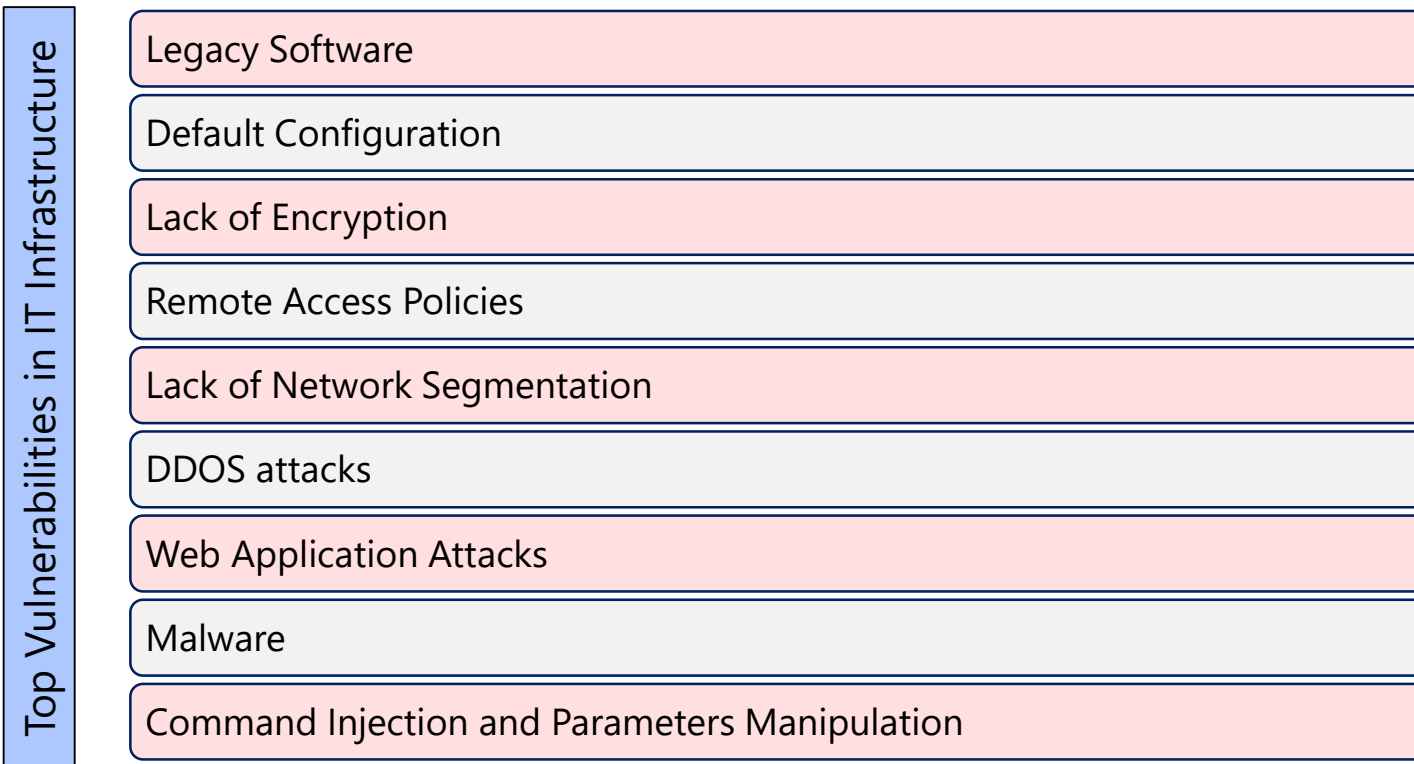 Top Vulnerabilities in IT Infrastructure
Legacy Software
Default Configuration
Lack of Encryption
Remote Access Policies
Lack of Network Segmentation
DDOS attacks
Web Application Attacks
Malware
Command Injection and Parameters Manipulation